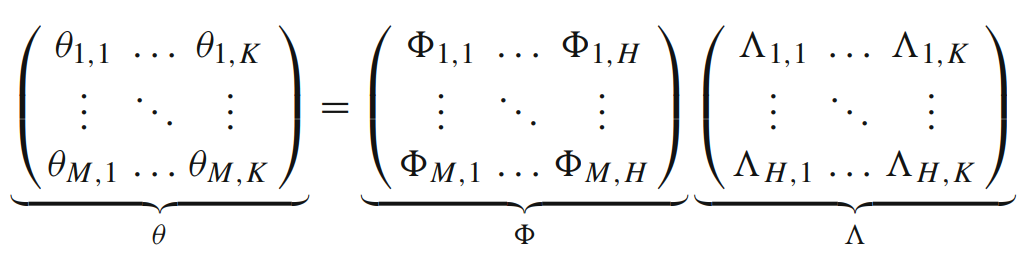 θ1,1 … θ1,K Φ1,1 … Φ1,H Λ1,1 … Λ1,K
⋮ ⋱ ⋮ = ⋮ ⋱ ⋮ ⋮ ⋱ ⋮
θM,1 … θM,K ΦM,1 … ΦM,H ΛH,1 … ΛH,K
θ Φ Λ